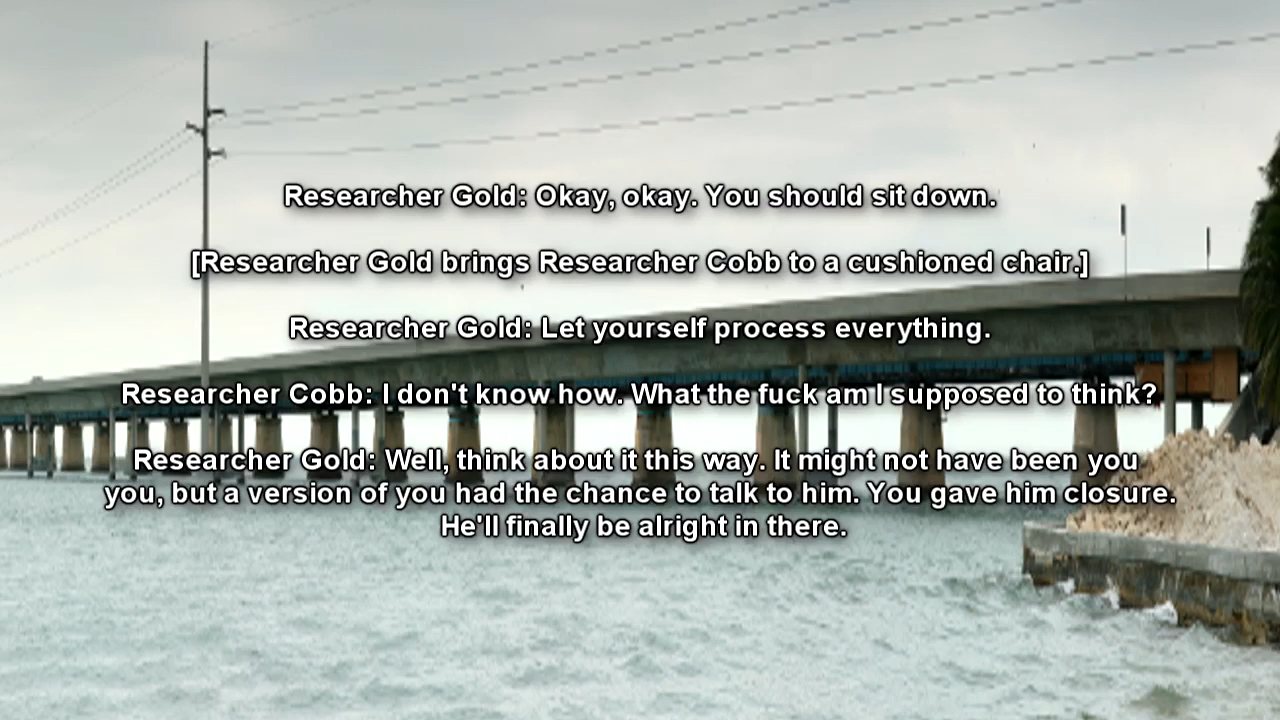 Researcher Gold: Okay, okay. You should sit down.
[Researcher Gold brings Researcher Cobb to a cushioned chair.]
Researcher Gold: Let yourself process everything.
Researcher Cobb: I don't know how. What the fuck am I supposed to think?
Researcher Gold: Well, think about it this way. It might not have been you
you, but a version of you had the chance to talk to him. You gave him closure.
He'll finally be alright in there.